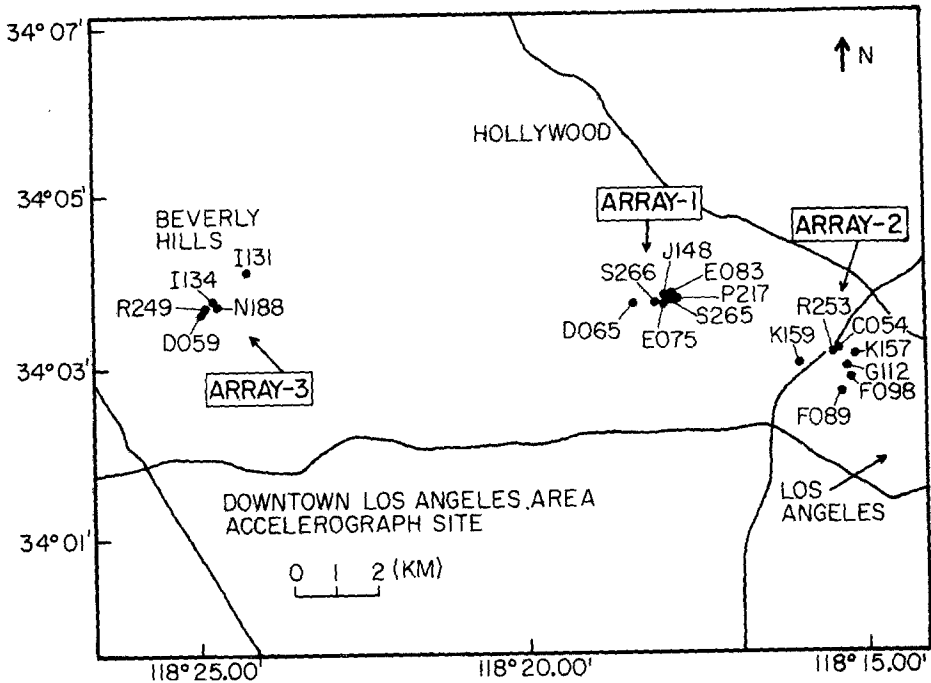 34° 07'
N
HOLLYWOOD
34° 05'
ARRAY-1
BEVERLY
HILLS
ARRAY-2
I131
J148
S266
E083
I134
P217
R249
N188
S265
R253
D065
C054
D059
E075
K159
K157
34° 03'
G112
ARRAY-3
F098
F089
LOS
ANGELES
DOWNTOWN LOS ANGELES AREA
ACCELEROGRAPH SITE
34° 01'
0 1 2 (KM)
118° 25.00'
118° 20.00'
118° 15.00'